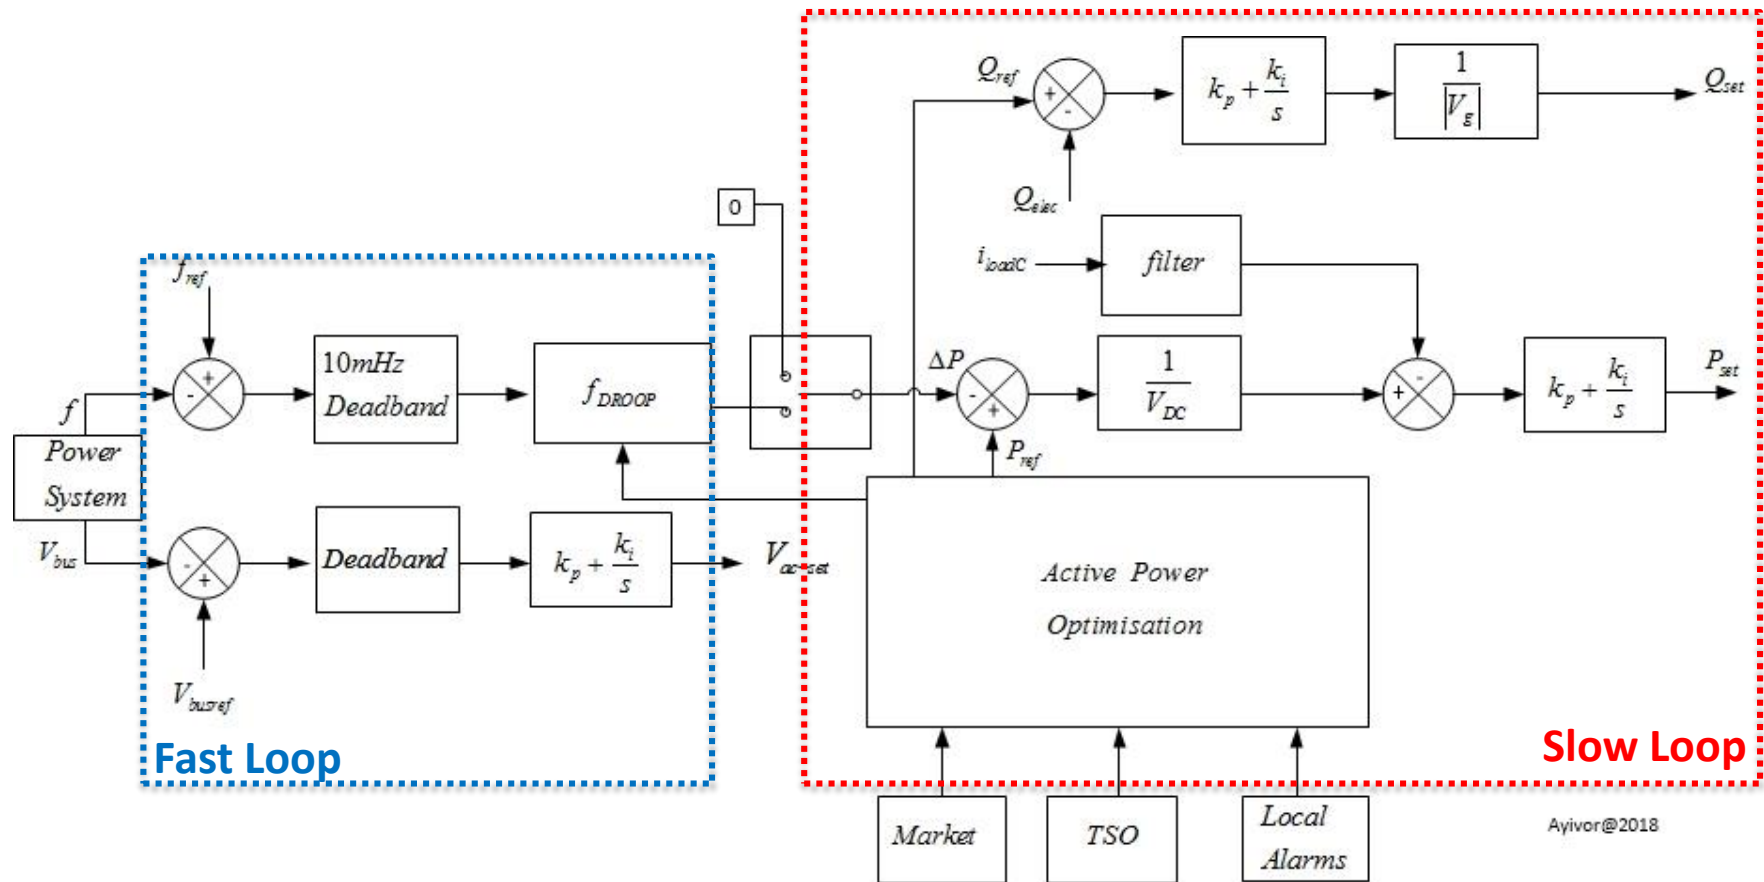 Q_ref
+
-
k_p + k_i/s
1/|V_g|
Q_set
Q_elec
0
i_loadC
filter
f_ref
+
-
10mHz
Deadband
f_DROOP
ΔP
-
+
1/V_DC
-
+
k_p + k_i/s
P_set
f
Power
System
P_ref
V_bus
-
+
Deadband
k_p + k_i/s
V_ac-set
Active Power
Optimisation
V_busref
Fast Loop
Slow Loop
Market
TSO
Local
Alarms
Ayivor@2018